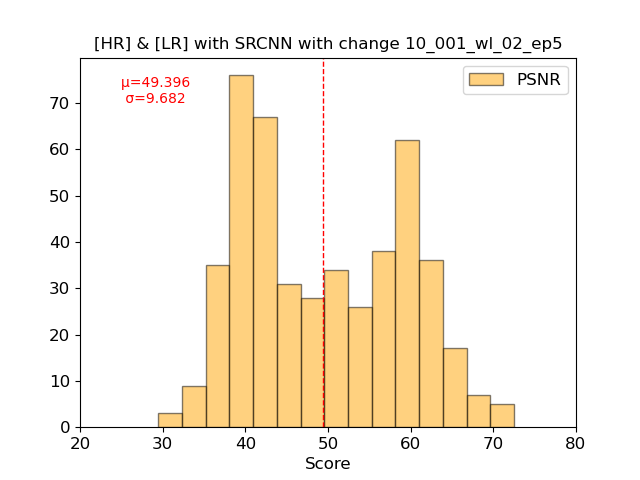 [HR] & [LR] with SRCNN with change 10_001_wl_02_ep5
μ=49.396
σ=9.682
PSNR
70
60
50
40
30
20
10
0
20 30 40 50 60 70 80
Score